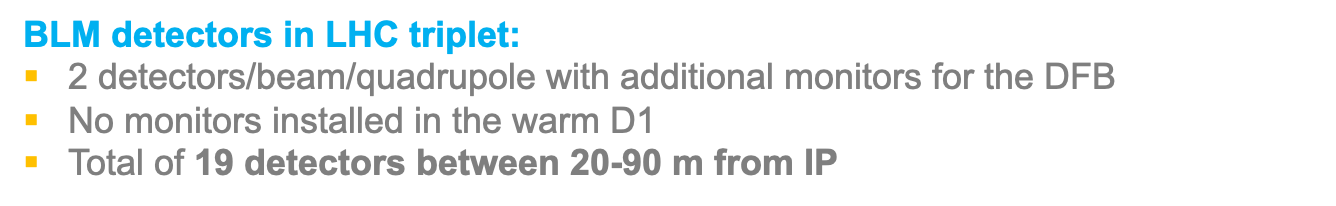 BLM detectors in LHC triplet:
▪ 2 detectors/beam/quadrupole with additional monitors for the DFB
▪ No monitors installed in the warm D1
▪ Total of 19 detectors between 20-90 m from IP